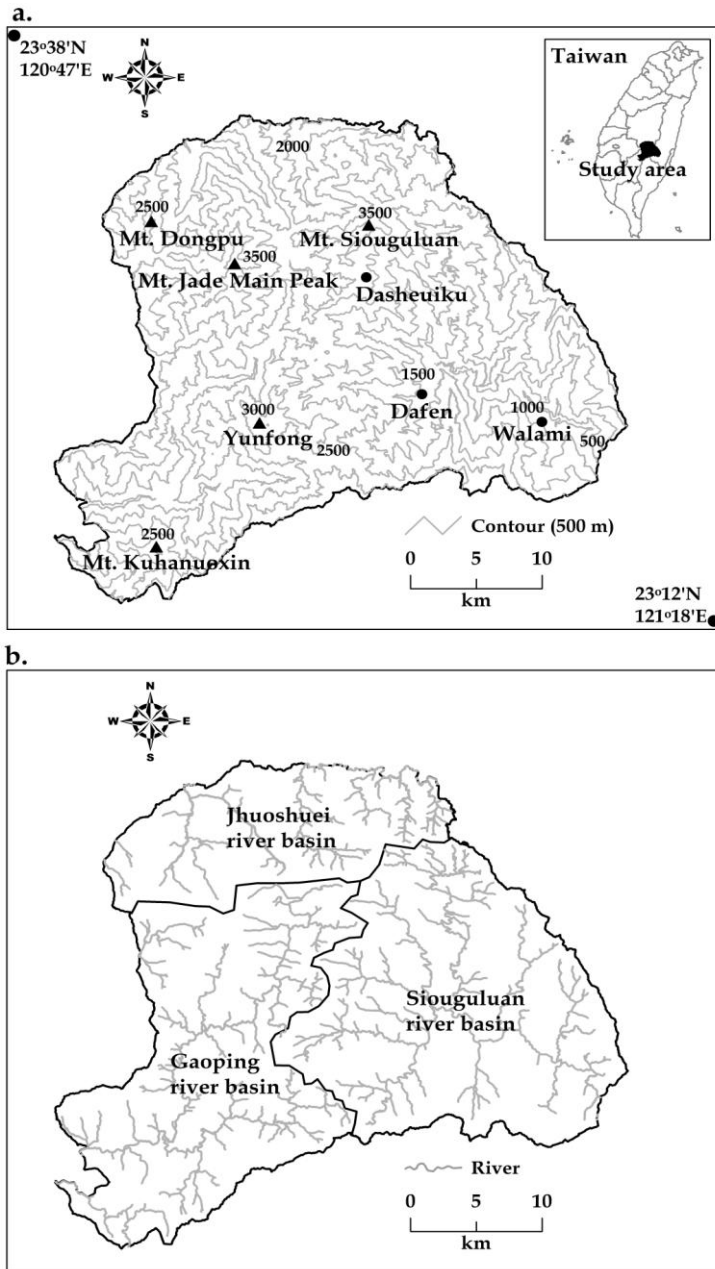 a.
23°38'N
120°47'E
N
W E
S
Taiwan
Study area
2000
2500
Mt. Dongpu
3500
Mt. Siouguluan
3500
Mt. Jade Main Peak
Dasheuiku
1500
Dafen
1000
Walami
500
3000
Yunfong
2500
2500
Mt. Kuhanuoxin
Contour (500 m)
0 5 10
km
23°12'N
121°18'E
b.
N
W E
S
Jhuoshuei
river basin
Siouguluan
river basin
Gaoping
river basin
River
0 5 10
km